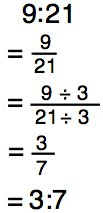 9:21
= 9/21
= 9 ÷ 3 / 21 ÷ 3
= 3/7
= 3:7